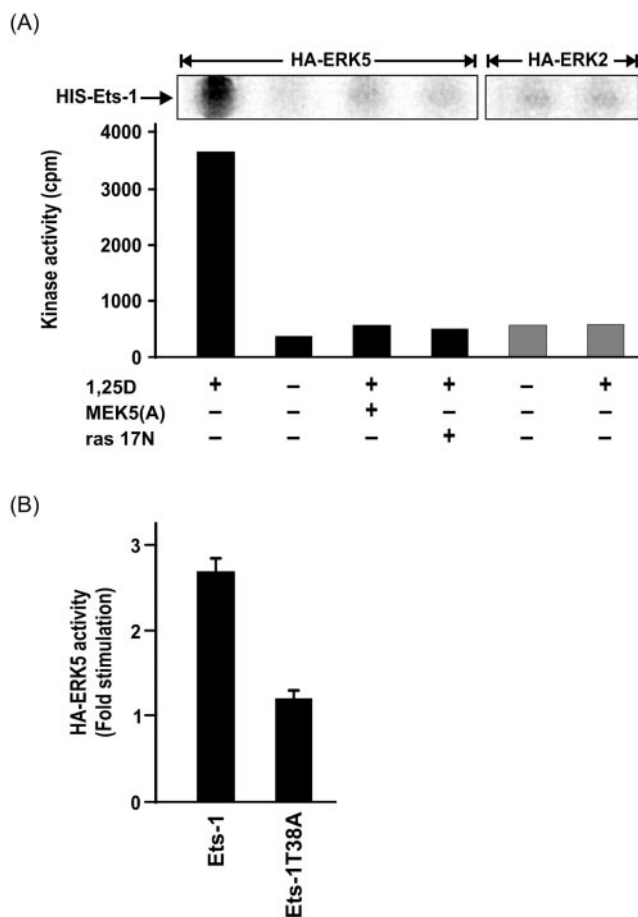 (A)
HA-ERK5 HA-ERK2
HIS-Ets-1
4000
3000
2000
1000
0
Kinase activity (cpm)
1,25D + – + + – +
MEK5(A) – – + – – –
ras 17N – – – + – –
(B)
3
2
1
0
HA-ERK5 activity
(Fold stimulation)
Ets-1
Ets-1T38A